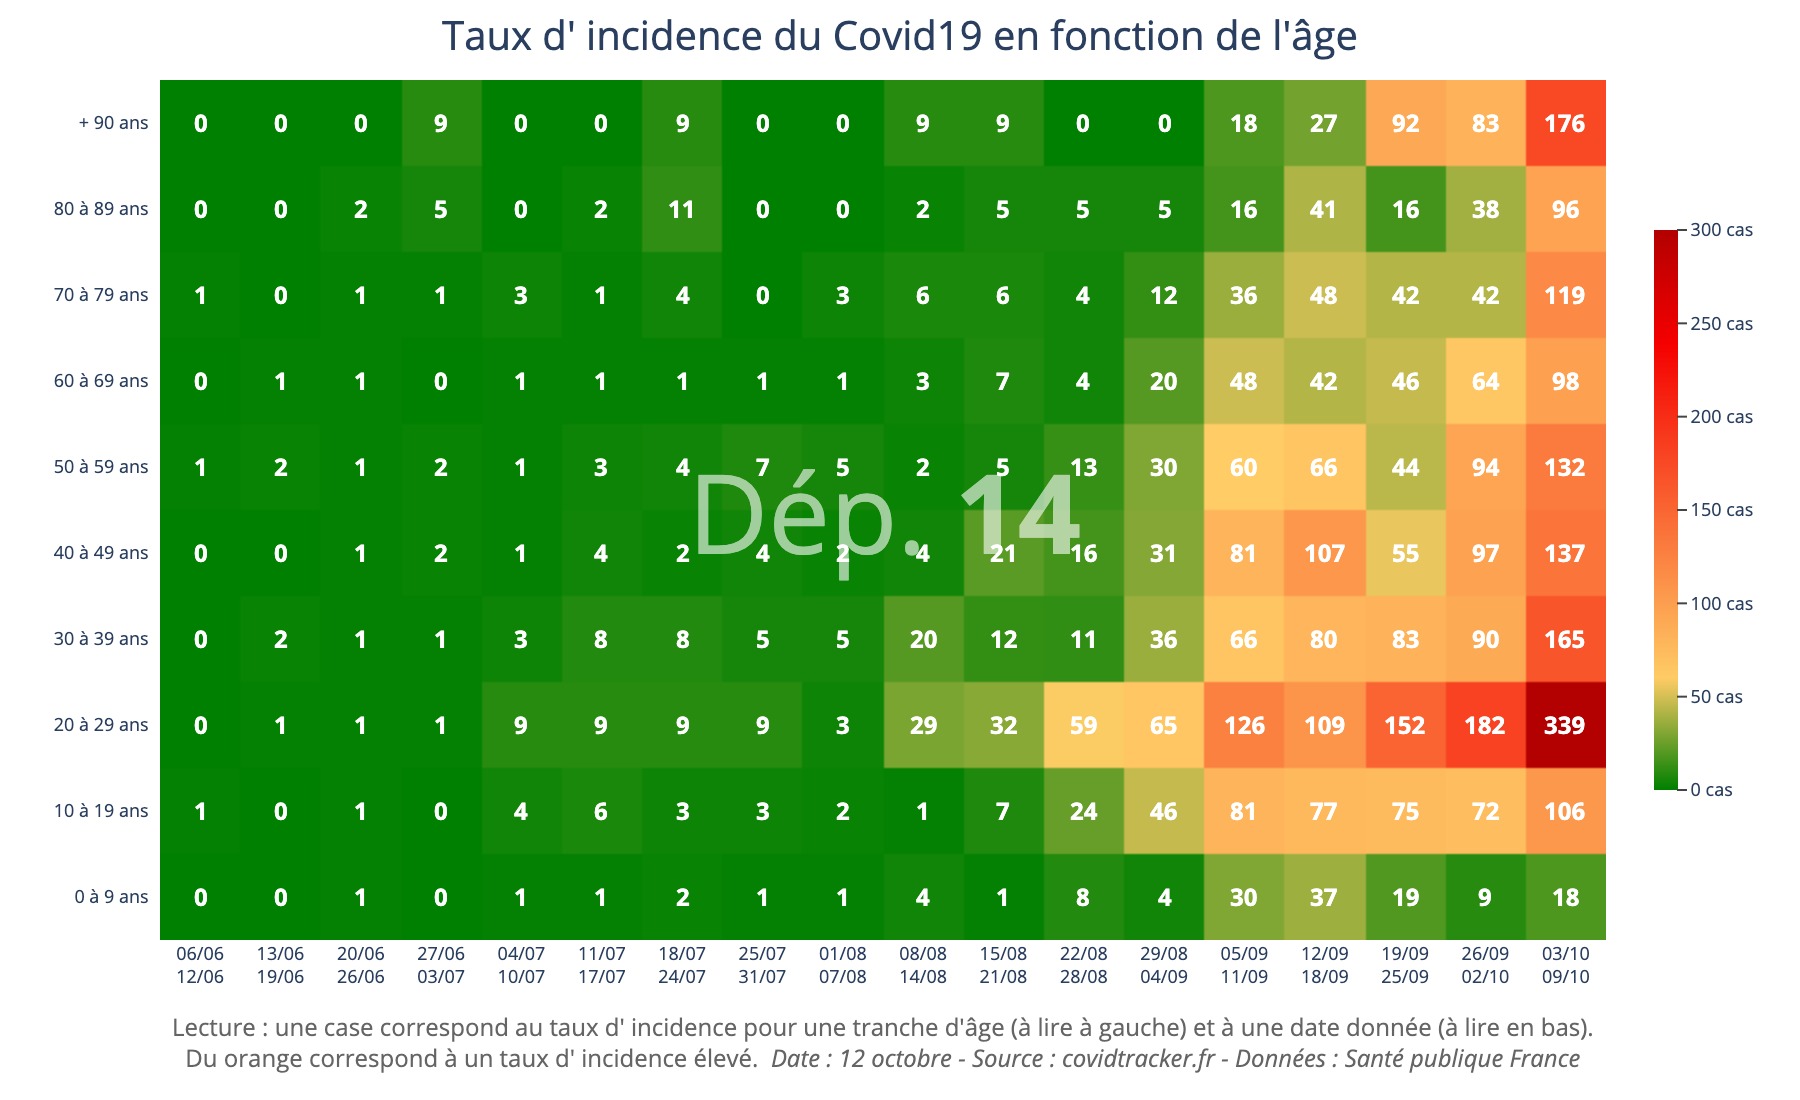 Taux d' incidence du Covid19 en fonction de l'âge
+ 90 ans 0 0 0 9 0 0 9 0 0 9 9 0 0 18 27 92 83 176
80 à 89 ans 0 0 2 5 0 2 11 0 0 2 5 5 5 16 41 16 38 96
300 cas
70 à 79 ans 1 0 1 1 3 1 4 0 3 6 6 4 12 36 48 42 42 119
250 cas
60 à 69 ans 0 1 1 0 1 1 1 1 1 3 7 4 20 48 42 46 64 98
200 cas
50 à 59 ans 1 2 1 2 1 3 4 7 5 2 5 13 30 60 66 44 94 132
Dép. 14
150 cas
40 à 49 ans 0 0 1 2 1 4 2 4 2 4 21 16 31 81 107 55 97 137
100 cas
30 à 39 ans 0 2 1 1 3 8 8 5 5 20 12 11 36 66 80 83 90 165
50 cas
20 à 29 ans 0 1 1 1 9 9 9 9 3 29 32 59 65 126 109 152 182 339
0 cas
10 à 19 ans 1 0 1 0 4 6 3 3 2 1 7 24 46 81 77 75 72 106
0 à 9 ans 0 0 1 0 1 1 2 1 1 4 1 8 4 30 37 19 9 18
06/06 13/06 20/06 27/06 04/07 11/07 18/07 25/07 01/08 08/08 15/08 22/08 29/08 05/09 12/09 19/09 26/09 03/10
12/06 19/06 26/06 03/07 10/07 17/07 24/07 31/07 07/08 14/08 21/08 28/08 04/09 11/09 18/09 25/09 02/10 09/10
Lecture : une case correspond au taux d' incidence pour une tranche d'âge (à lire à gauche) et à une date donnée (à lire en bas).
Du orange correspond à un taux d' incidence élevé. Date : 12 octobre - Source : covidtracker.fr - Données : Santé publique France